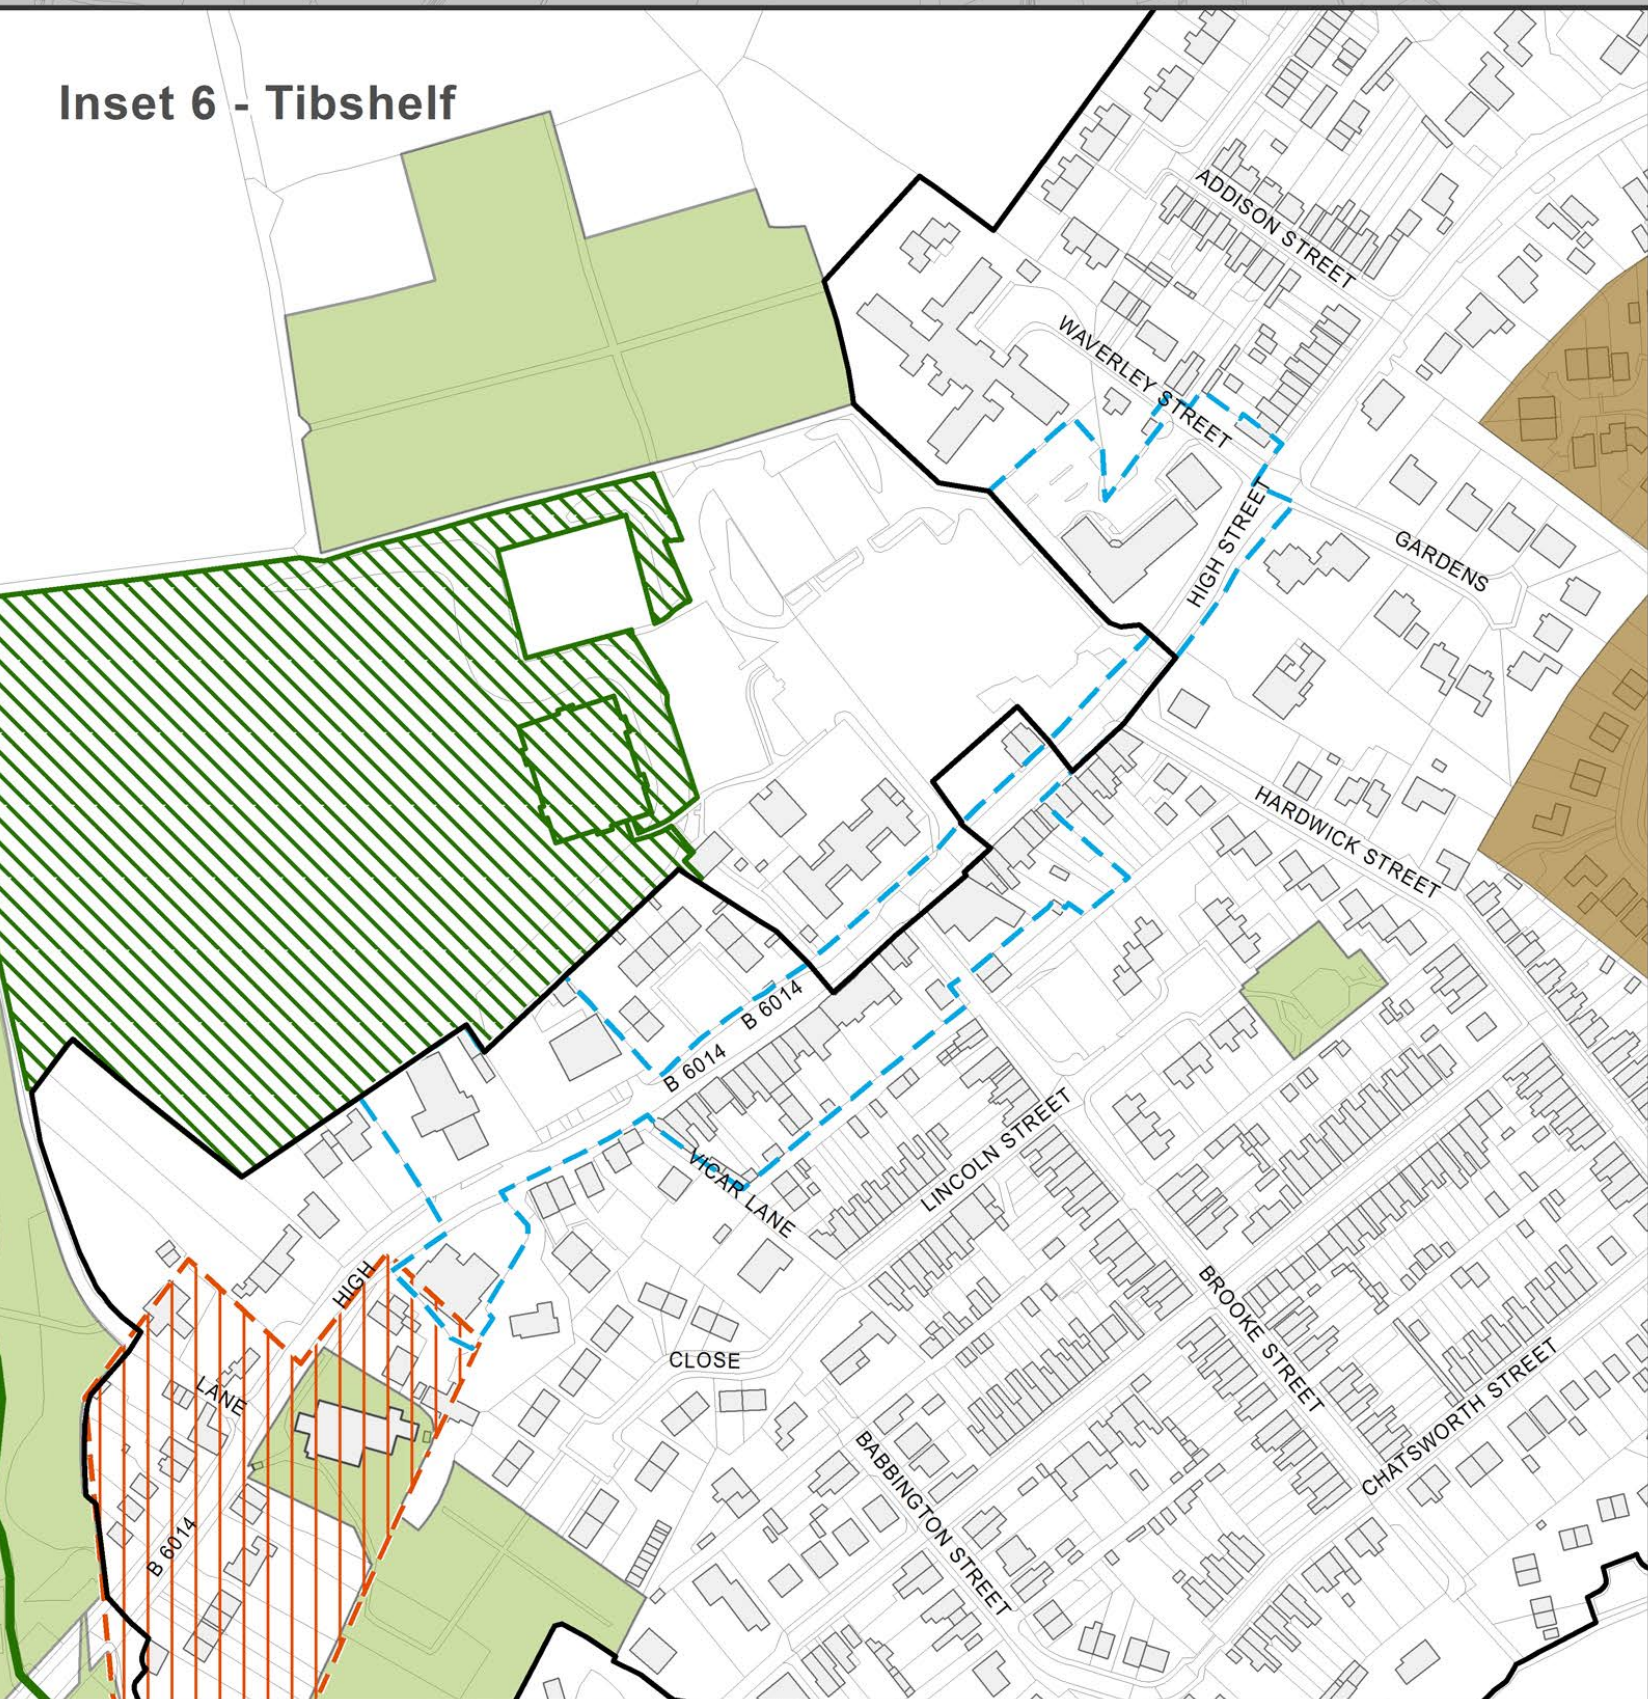 Inset 6 - Tibshelf
ADDISON STREET
WAVERLEY STREET
HIGH STREET
GARDENS
HARDWICK STREET
B 6014
B 6014
LINCOLN STREET
VICAR LANE
HIGH
BROOKE STREET
CLOSE
LANE
CHATSWORTH STREET
BABBINGTON STREET
B 6014